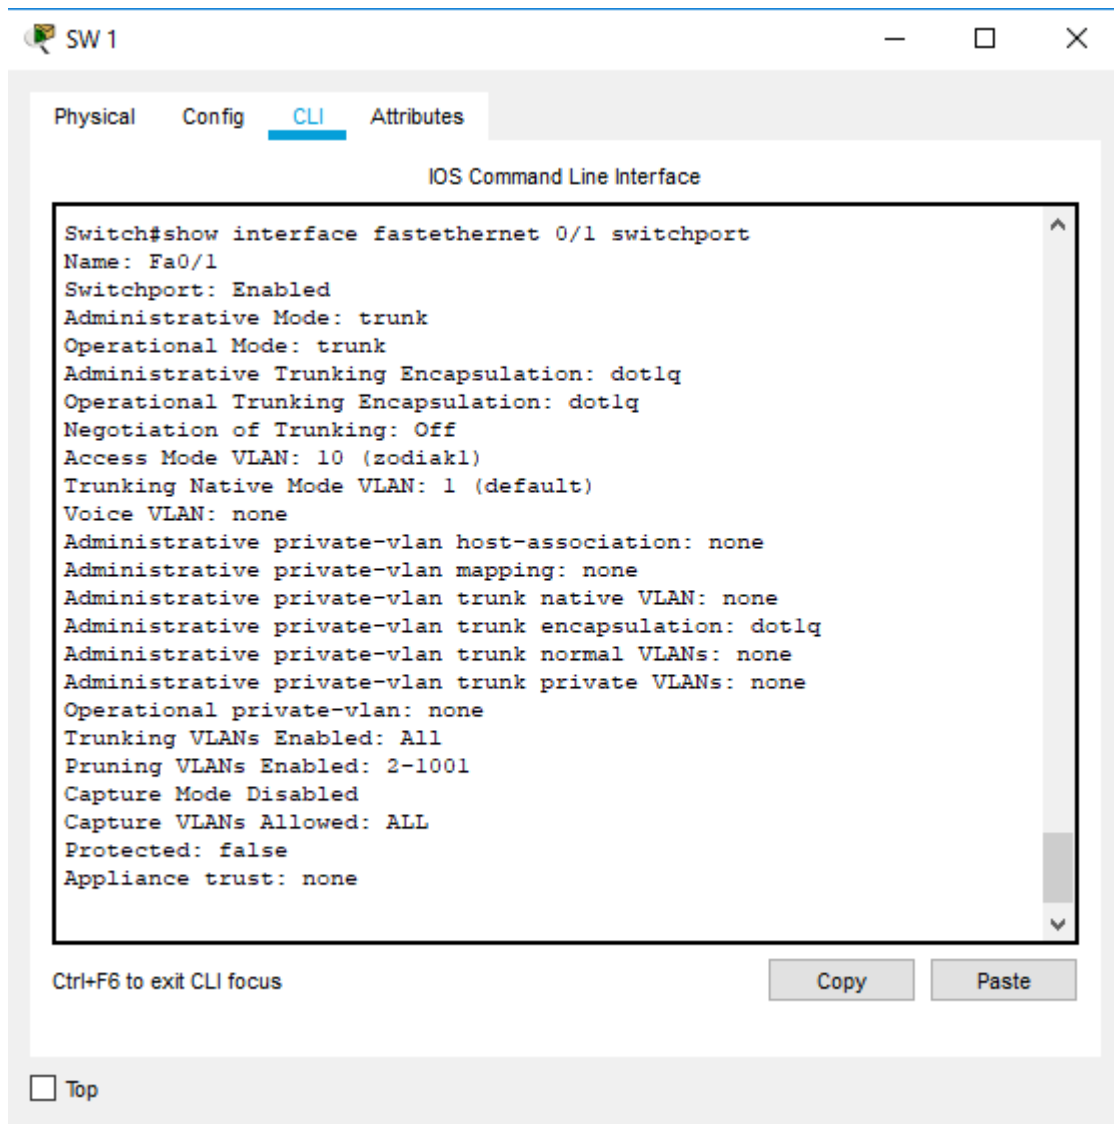 SW 1
Physical Config CLI Attributes
IOS Command Line Interface
Switch#show interface fastethernet 0/1 switchport
Name: Fa0/1
Switchport: Enabled
Administrative Mode: trunk
Operational Mode: trunk
Administrative Trunking Encapsulation: dot1q
Operational Trunking Encapsulation: dot1q
Negotiation of Trunking: Off
Access Mode VLAN: 10 (zodiak1)
Trunking Native Mode VLAN: 1 (default)
Voice VLAN: none
Administrative private-vlan host-association: none
Administrative private-vlan mapping: none
Administrative private-vlan trunk native VLAN: none
Administrative private-vlan trunk encapsulation: dot1q
Administrative private-vlan trunk normal VLANs: none
Administrative private-vlan trunk private VLANs: none
Operational private-vlan: none
Trunking VLANs Enabled: All
Pruning VLANs Enabled: 2-1001
Capture Mode Disabled
Capture VLANs Allowed: ALL
Protected: false
Appliance trust: none
Ctrl+F6 to exit CLI focus
Copy Paste
Top